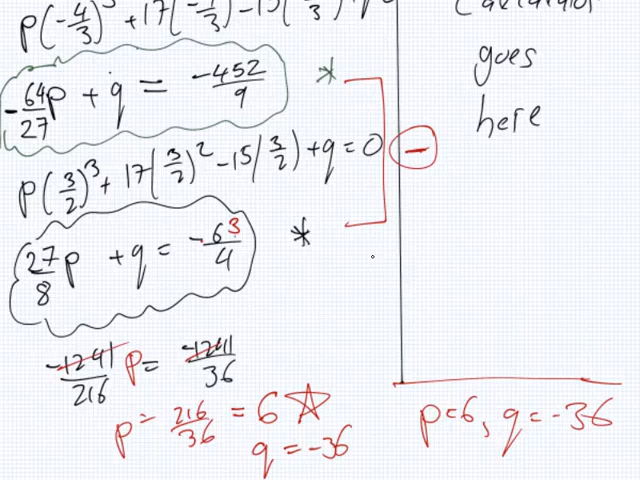 p(-4/3)³ + 17(-4/3) - 15(
-64/27 p + q = -452/9 *
p(3/2)³ + 17(3/2)² - 15(3/2) + q = 0 -
27/8 p + q = -63/4 *
-1241/216 p = -1241/36
p = 216/36 = 6 ☆
q = -36
goes
here
p=6, q=-36